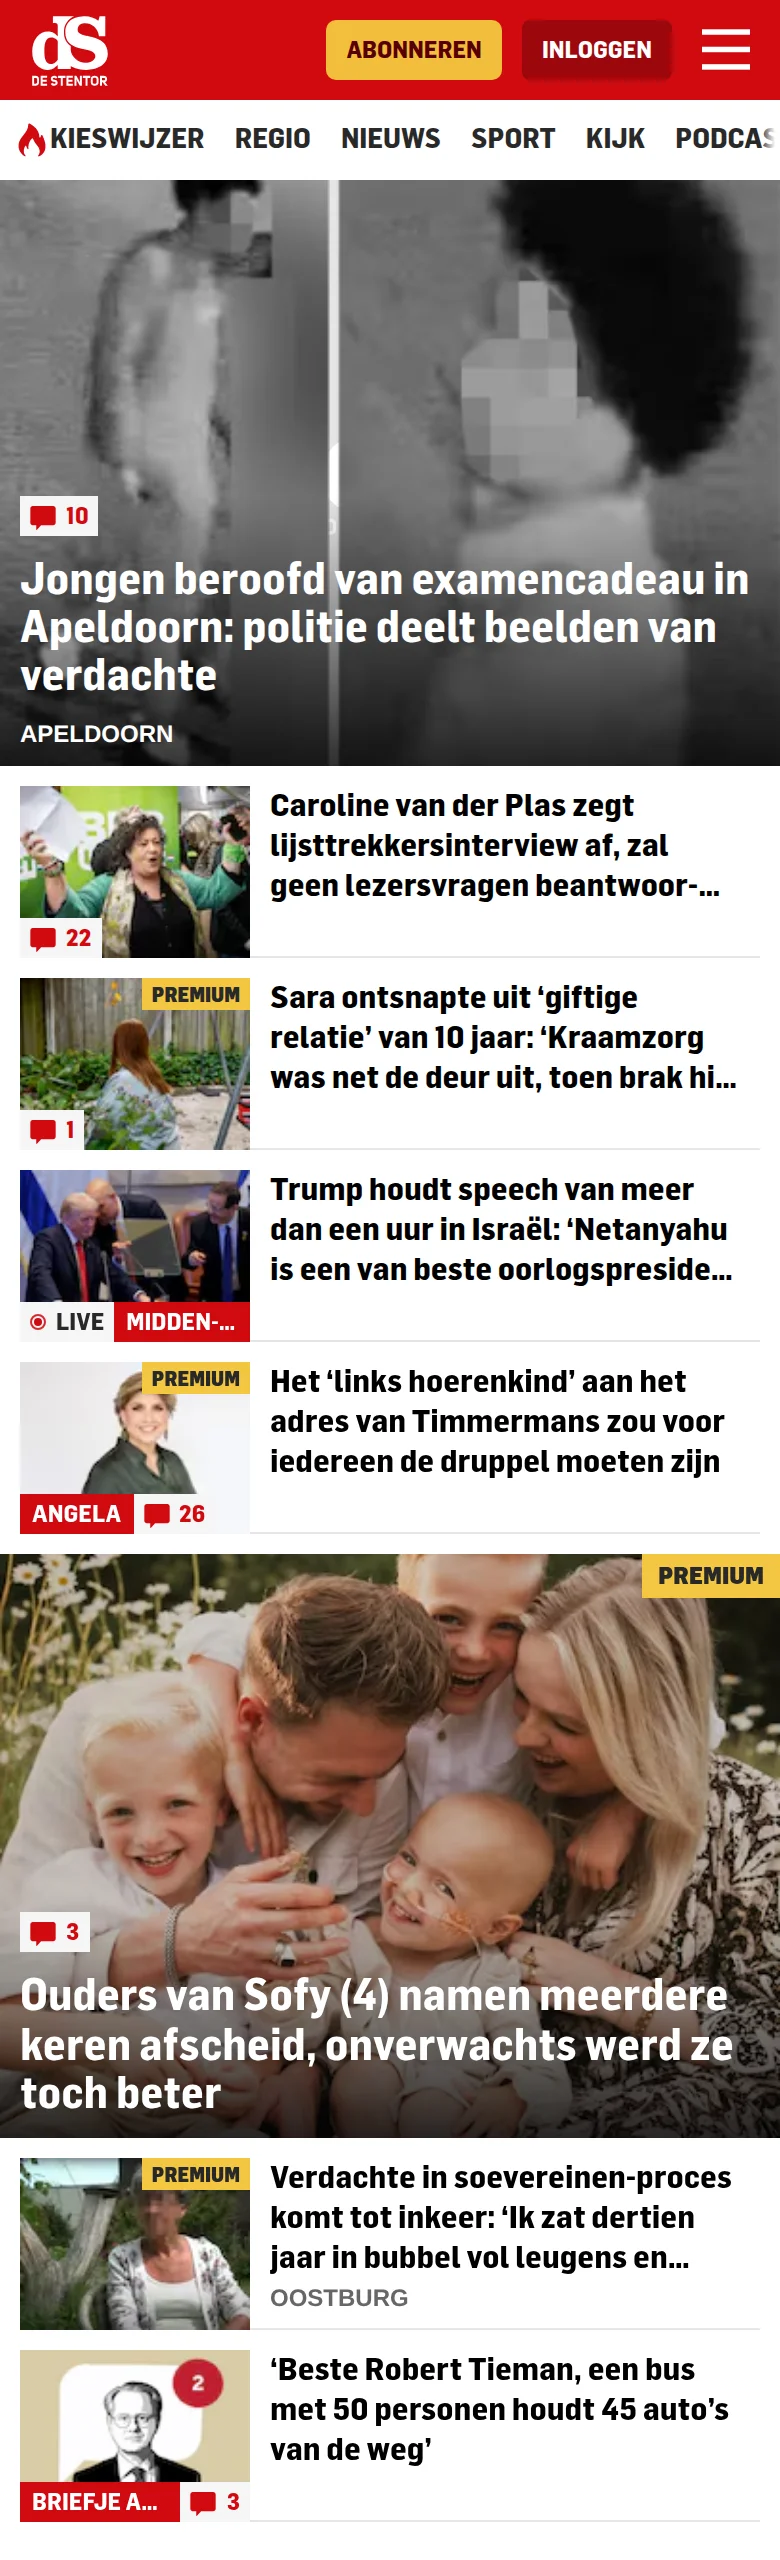 dS
DE STENTOR
ABONNEREN
INLOGGEN
KIESWIJZER REGIO NIEUWS SPORT KIJK PODCAS
10
Jongen beroofd van examencadeau in
Apeldoorn: politie deelt beelden van
verdachte
APELDOORN
22
Caroline van der Plas zegt
lijsttrekkersinterview af, zal
geen lezersvragen beantwoor-...
PREMIUM
1
Sara ontsnapte uit ‘giftige
relatie’ van 10 jaar: ‘Kraamzorg
was net de deur uit, toen brak hi...
LIVE MIDDEN-...
Trump houdt speech van meer
dan een uur in Israël: ‘Netanyahu
is een van beste oorlogspreside...
PREMIUM
ANGELA 26
Het ‘links hoerenkind’ aan het
adres van Timmermans zou voor
iedereen de druppel moeten zijn
PREMIUM
3
Ouders van Sofy (4) namen meerdere
keren afscheid, onverwachts werd ze
toch beter
PREMIUM
Verdachte in soevereinen-proces
komt tot inkeer: ‘Ik zat dertien
jaar in bubbel vol leugens en...
OOSTBURG
2
BRIEFJE A... 3
‘Beste Robert Tieman, een bus
met 50 personen houdt 45 auto’s
van de weg’